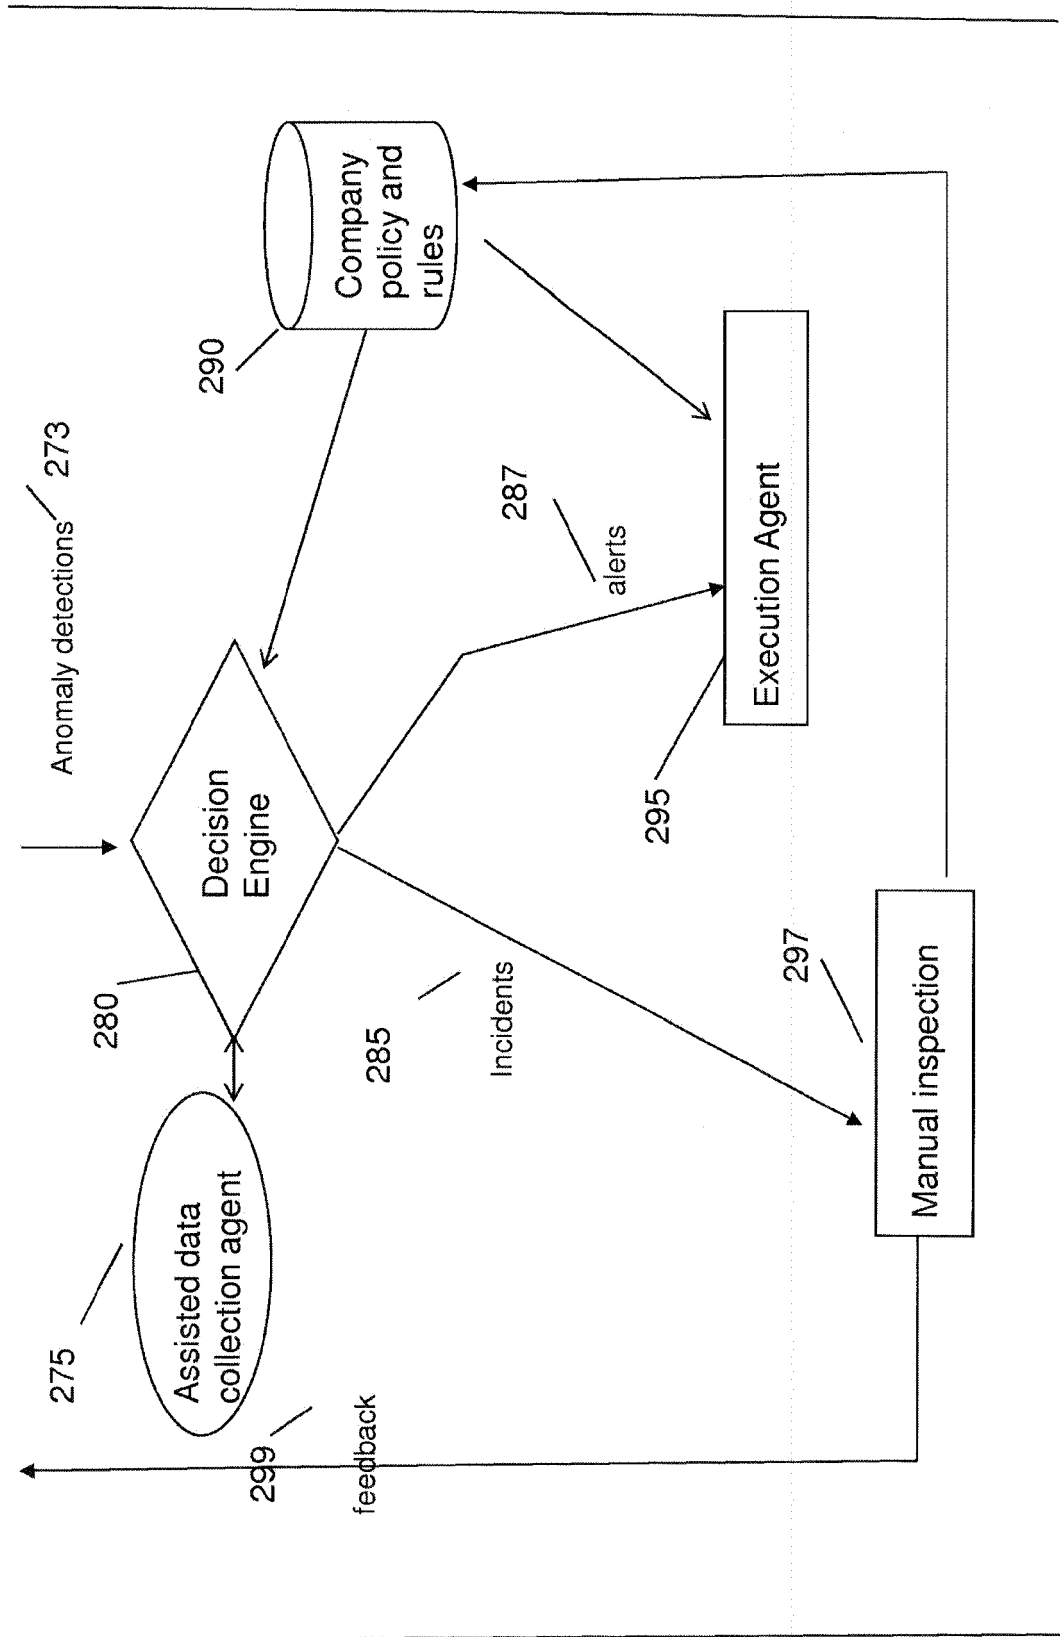 Anomaly detections
273
280
Decision
Engine
275
Assisted data
collection agent
290
Company
policy and
rules
299
feedback
285
Incidents
287
alerts
295
Execution Agent
297
Manual inspection